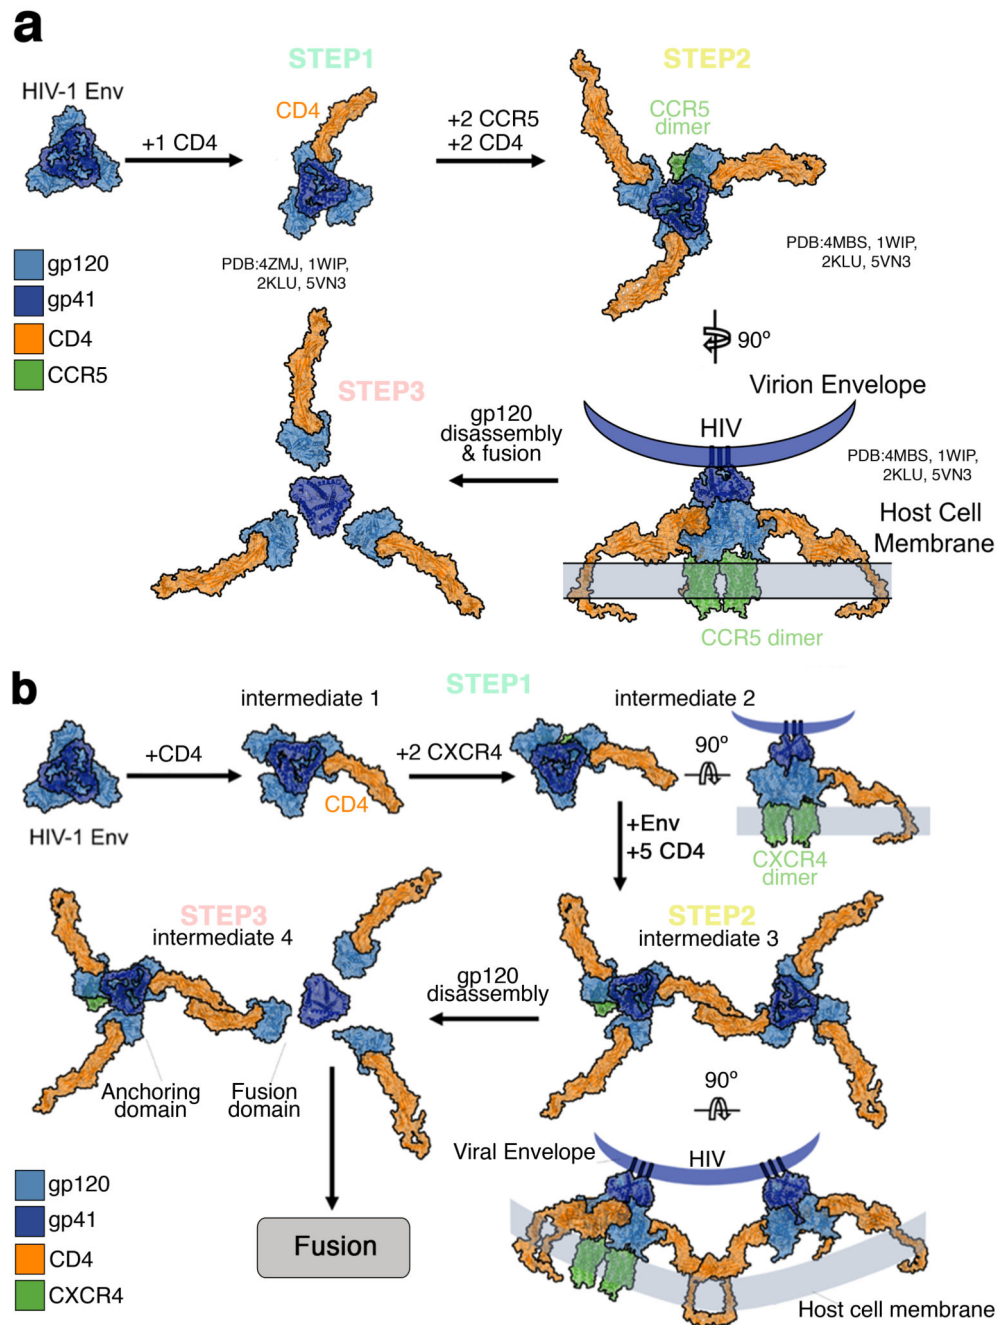 a
STEP1
STEP2
HIV-1 Env
CD4
CCR5
dimer
+1 CD4
+2 CCR5
+2 CD4
gp120
gp41
CD4
CCR5
PDB:4ZMJ, 1WIP,
2KLU, 5VN3
PDB:4MBS, 1WIP,
2KLU, 5VN3
90º
STEP3
Virion Envelope
gp120
disassembly
& fusion
HIV
PDB:4MBS, 1WIP,
2KLU, 5VN3
Host Cell
Membrane
CCR5 dimer
b
STEP1
intermediate 1
intermediate 2
+CD4
+2 CXCR4
90º
CD4
HIV-1 Env
+Env
+5 CD4
CXCR4
dimer
STEP3
intermediate 4
STEP2
intermediate 3
gp120
disassembly
Anchoring
domain
Fusion
domain
90º
Viral Envelope
HIV
gp120
gp41
CD4
CXCR4
Fusion
Host cell membrane